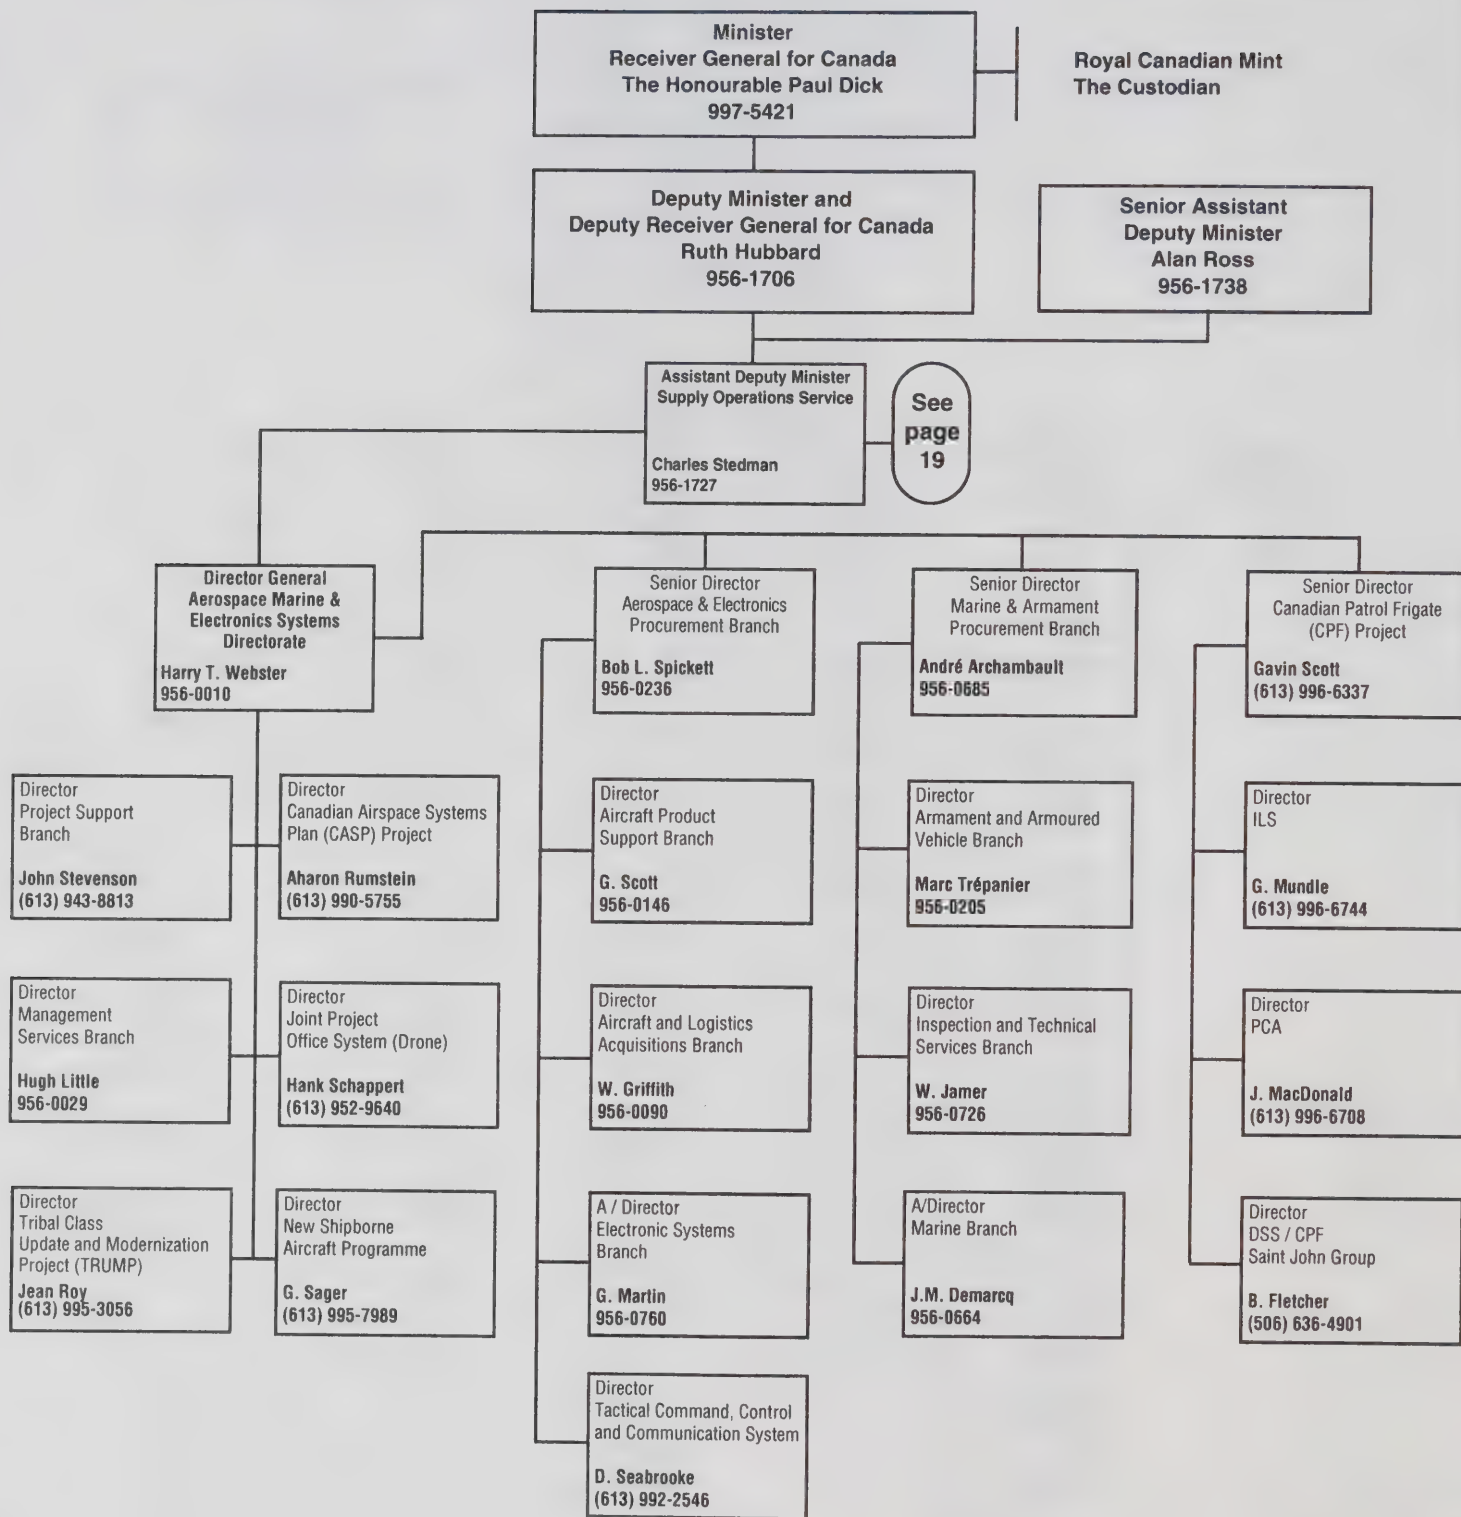 Minister
Receiver General for Canada
The Honourable Paul Dick
997-5421
Royal Canadian Mint
The Custodian
Deputy Minister and
Deputy Receiver General for Canada
Ruth Hubbard
956-1706
Senior Assistant
Deputy Minister
Alan Ross
956-1738
Assistant Deputy Minister
Supply Operations Service
Charles Stedman
956-1727
See
page
19
Director General
Aerospace Marine &
Electronics Systems
Directorate
Harry T. Webster
956-0010
Senior Director
Aerospace & Electronics
Procurement Branch
Bob L. Spickett
956-0236
Senior Director
Marine & Armament
Procurement Branch
André Archambault
956-0685
Senior Director
Canadian Patrol Frigate
(CPF) Project
Gavin Scott
(613) 996-6337
Director
Project Support
Branch
John Stevenson
(613) 943-8813
Director
Canadian Airspace Systems
Plan (CASP) Project
Aharon Rumstein
(613) 990-5755
Director
Aircraft Product
Support Branch
G. Scott
956-0146
Director
Armament and Armoured
Vehicle Branch
Marc Trépanier
956-0205
Director
ILS
G. Mundle
(613) 996-6744
Director
Management
Services Branch
Hugh Little
956-0029
Director
Joint Project
Office System (Drone)
Hank Schappert
(613) 952-9640
Director
Aircraft and Logistics
Acquisitions Branch
W. Griffith
956-0090
Director
Inspection and Technical
Services Branch
W. Jamer
956-0726
Director
PCA
J. MacDonald
(613) 996-6708
Director
Tribal Class
Update and Modernization
Project (TRUMP)
Jean Roy
(613) 995-3056
Director
New Shipborne
Aircraft Programme
G. Sager
(613) 995-7989
A / Director
Electronic Systems
Branch
G. Martin
956-0760
A/Director
Marine Branch
J.M. Demarcq
956-0664
Director
DSS / CPF
Saint John Group
B. Fletcher
(506) 636-4901
Director
Tactical Command, Control
and Communication System
D. Seabrooke
(613) 992-2546